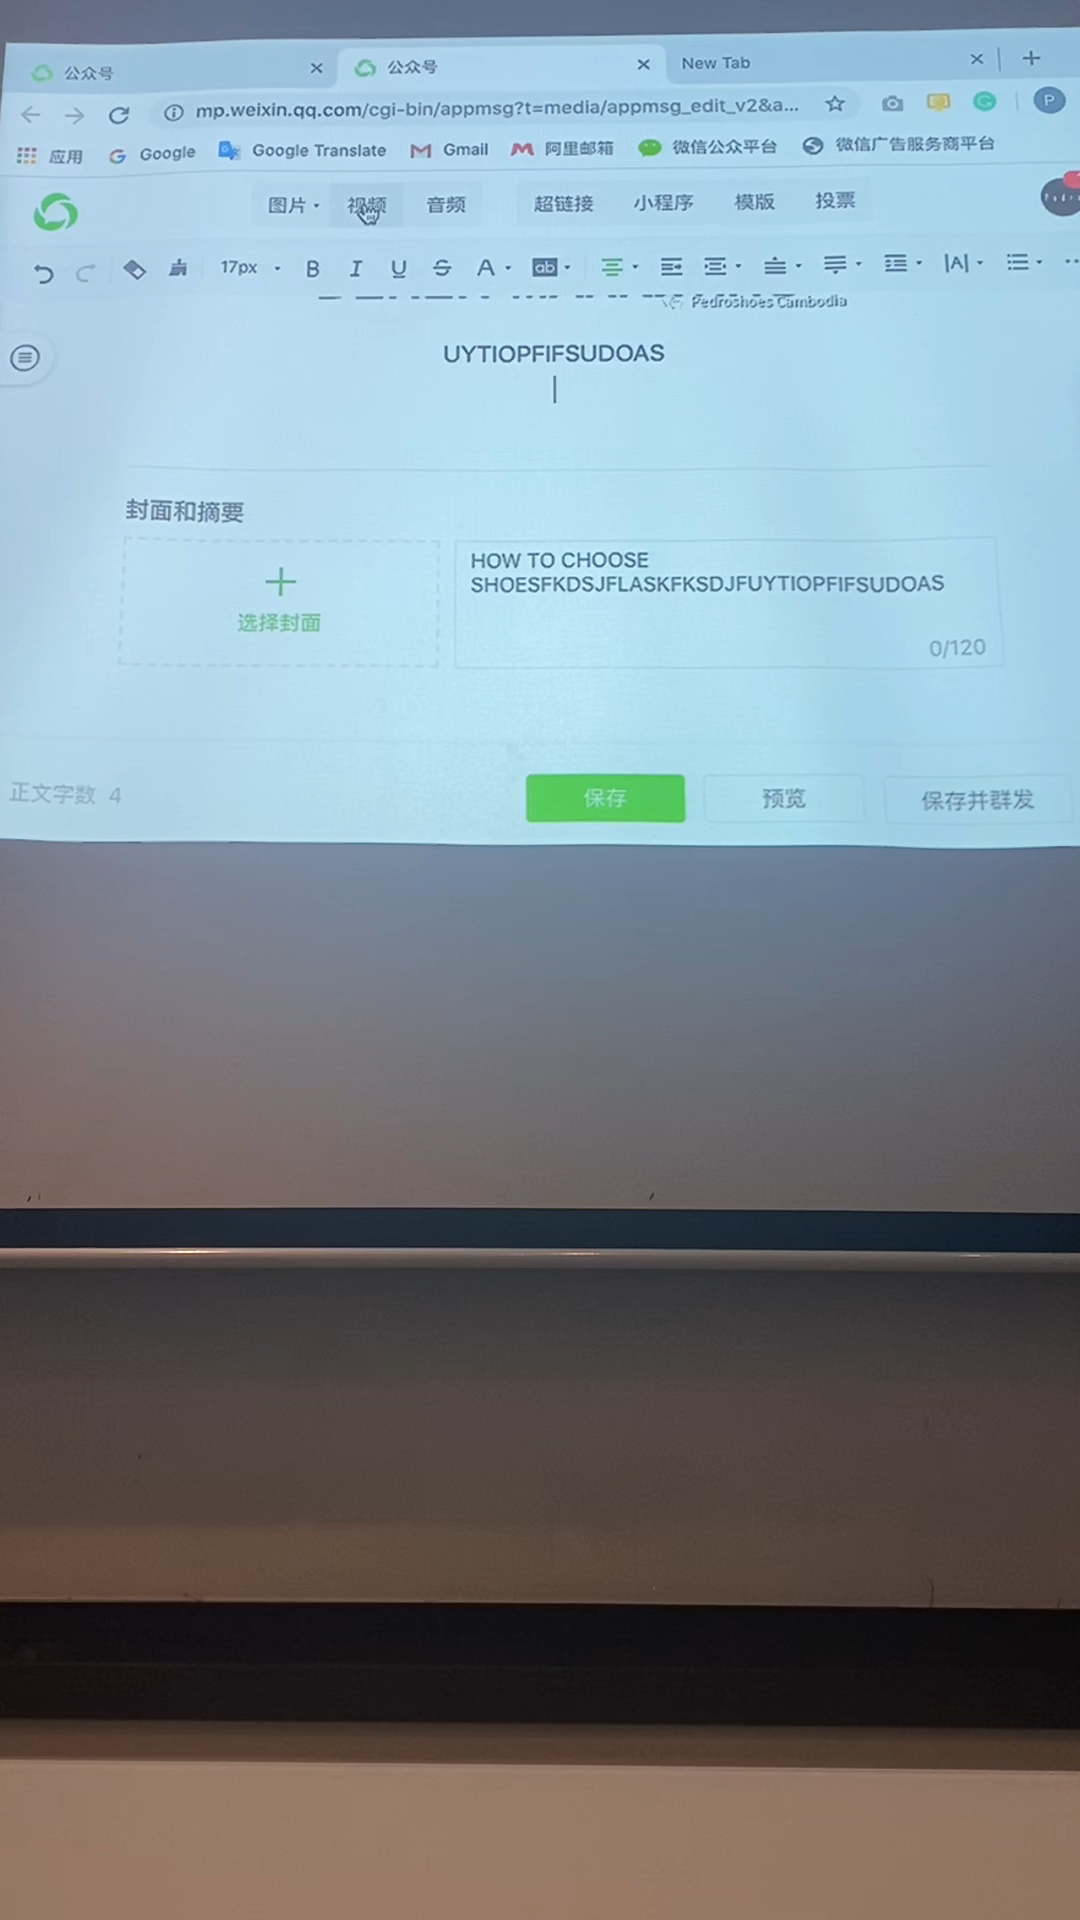 公众号
公众号
New Tab
mp.weixin.qq.com/cgi-bin/appmsg?t=media/appmsg_edit_v2&a...
P
应用 Google Google Translate Gmail 阿里邮箱 微信公众平台 微信广告服务商平台
图片 视频 音频 超链接 小程序 模版 投票
17px B I U S A ab |A|
Pedroshoes Cambodia
UYTIOPFIFSUDOAS
封面和摘要
选择封面
HOW TO CHOOSE
SHOESFKDSJFLASKFKSDJFUYTIOPFIFSUDOAS
0/120
正文字数 4
保存 预览 保存并群发